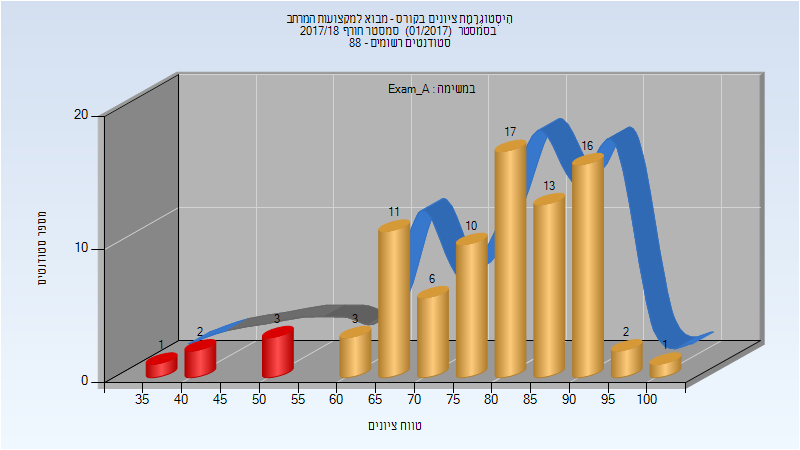 היסטוגרמת ציונים בקורס - מבוא למקצועות המרחב
בסמסטר (01/2017) סמסטר חורף 2017/18
סטודנטים רשומים - 88
במשימה : Exam_A
מספר סטודנטים
20
10
0
1
2
3
3
11
6
10
17
13
16
2
1
35 40 45 50 55 60 65 70 75 80 85 90 95 100
טווח ציונים